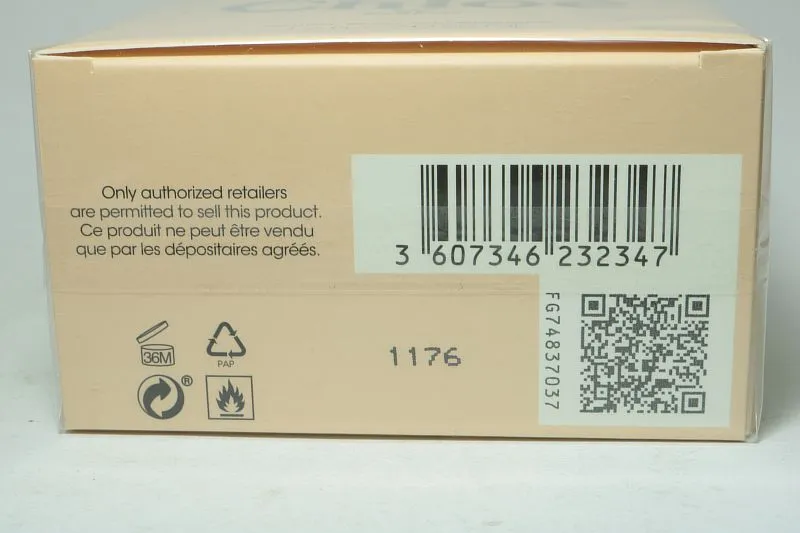 Chloé
Only authorized retailers
are permitted to sell this product.
Ce produit ne peut être vendu
que par les dépositaires agréés.
3 607346 232347
FG74837037
36M
PAP
1176
®